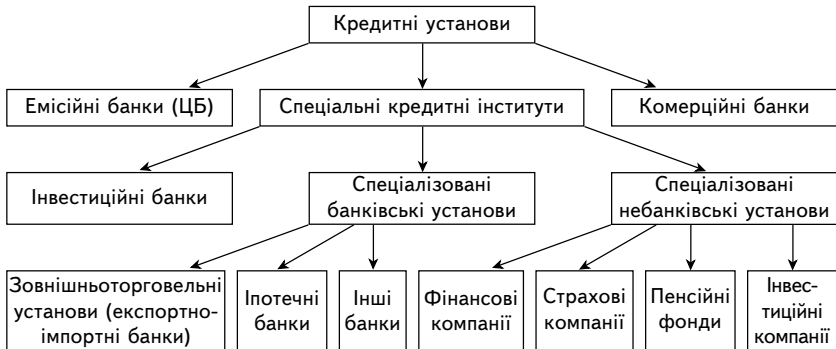 Кредитні установи
Емісійні банки (ЦБ)
Спеціальні кредитні інститути
Комерційні банки
Інвестиційні банки
Спеціалізовані
банківські установи
Спеціалізовані
небанківські установи
Зовнішньоторговельні
установи (експортно-
імпортні банки)
Іпотечні
банки
Інші
банки
Фінансові
компанії
Страхові
компанії
Пенсійні
фонди
Інвес-
тиційні
компанії